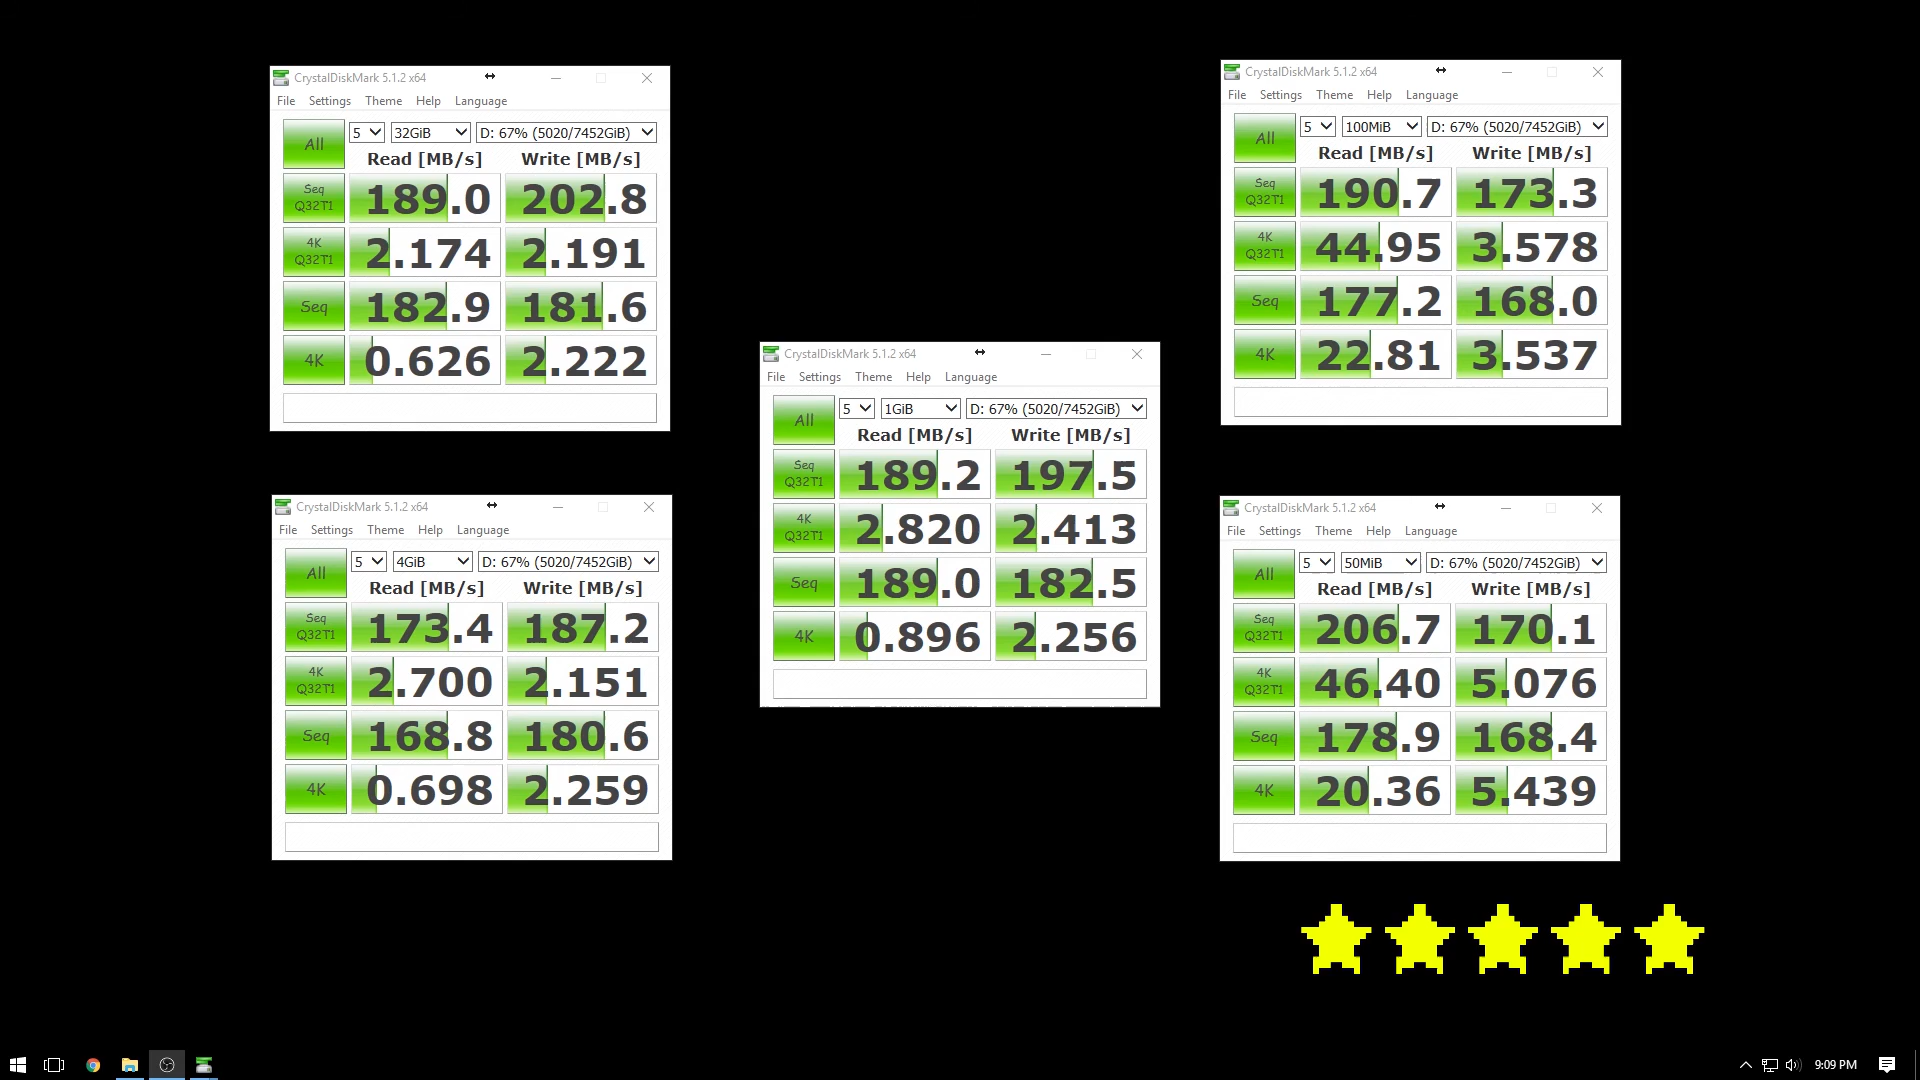 CrystalDiskMark 5.1.2 x64
File Settings Theme Help Language
All 5 32GiB D: 67% (5020/7452GiB)
Read [MB/s] Write [MB/s]
Seq Q32T1 189.0 202.8
4K Q32T1 2.174 2.191
Seq 182.9 181.6
4K 0.626 2.222
CrystalDiskMark 5.1.2 x64
File Settings Theme Help Language
All 5 100MiB D: 67% (5020/7452GiB)
Read [MB/s] Write [MB/s]
Seq Q32T1 190.7 173.3
4K Q32T1 44.95 3.578
Seq 177.2 168.0
4K 22.81 3.537
CrystalDiskMark 5.1.2 x64
File Settings Theme Help Language
All 5 1GiB D: 67% (5020/7452GiB)
Read [MB/s] Write [MB/s]
Seq Q32T1 189.2 197.5
4K Q32T1 2.820 2.413
Seq 189.0 182.5
4K 0.896 2.256
CrystalDiskMark 5.1.2 x64
File Settings Theme Help Language
All 5 4GiB D: 67% (5020/7452GiB)
Read [MB/s] Write [MB/s]
Seq Q32T1 173.4 187.2
4K Q32T1 2.700 2.151
Seq 168.8 180.6
4K 0.698 2.259
CrystalDiskMark 5.1.2 x64
File Settings Theme Help Language
All 5 50MiB D: 67% (5020/7452GiB)
Read [MB/s] Write [MB/s]
Seq Q32T1 206.7 170.1
4K Q32T1 46.40 5.076
Seq 178.9 168.4
4K 20.36 5.439
9:09 PM